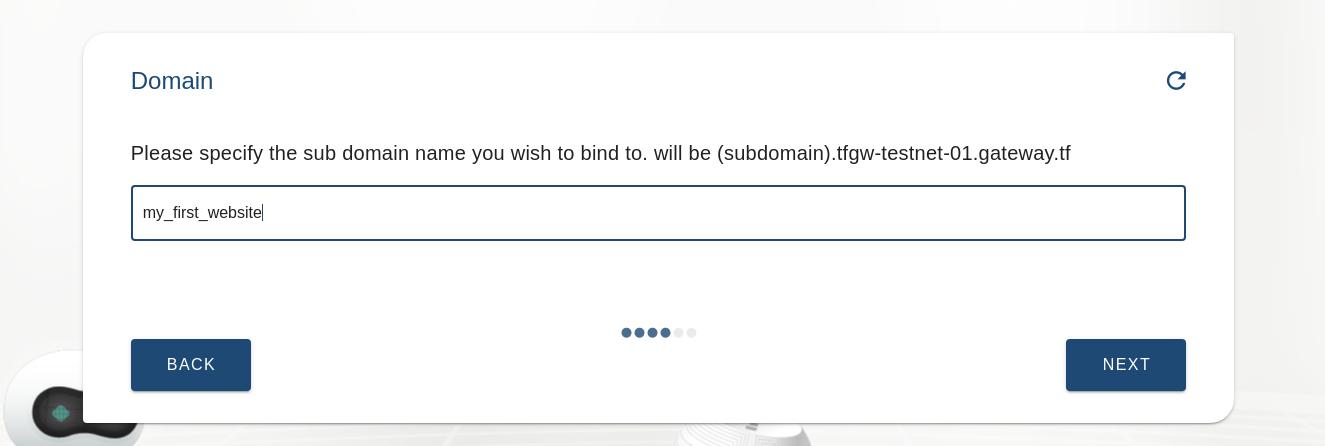 Domain
Please specify the sub domain name you wish to bind to. will be (subdomain).tfgw-testnet-01.gateway.tf
my_first_website
BACK
NEXT